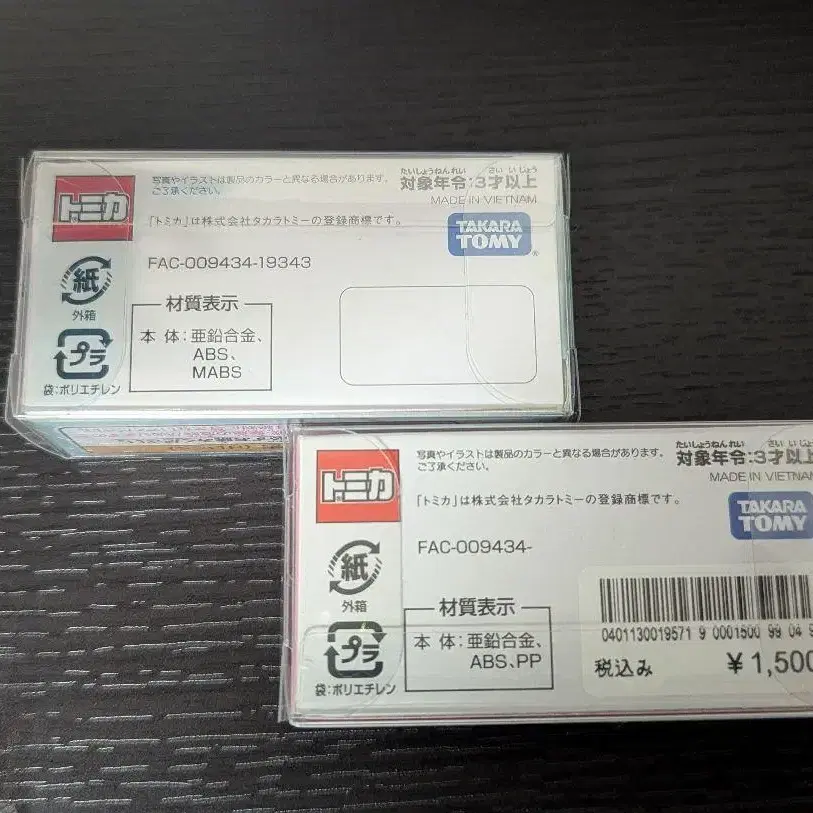 トミカ
写真やイラストは製品のカラーと異なる場合があります。
ご了承ください。
たいしょうねんれい さい いじょう
対象年令:3才以上
MADE IN VIETNAM
「トミカ」は株式会社タカラトミーの登録商標です。
TAKARA
TOMY
FAC-009434-19343
紙
外箱
プラ
袋:ポリエチレン
材質表示
本 体:亜鉛合金、
ABS、
MABS
トミカ
写真やイラストは製品のカラーと異なる場合があります。
ご了承ください。
たいしょうねんれい さい いじょう
対象年令:3才以上
MADE IN VIETNAM
「トミカ」は株式会社タカラトミーの登録商標です。
TAKARA
TOMY
FAC-009434-
紙
外箱
プラ
袋:ポリエチレン
材質表示
本 体:亜鉛合金、
ABS、PP
0401130019571 9 0001500 99 04 9
税込み ¥1,500